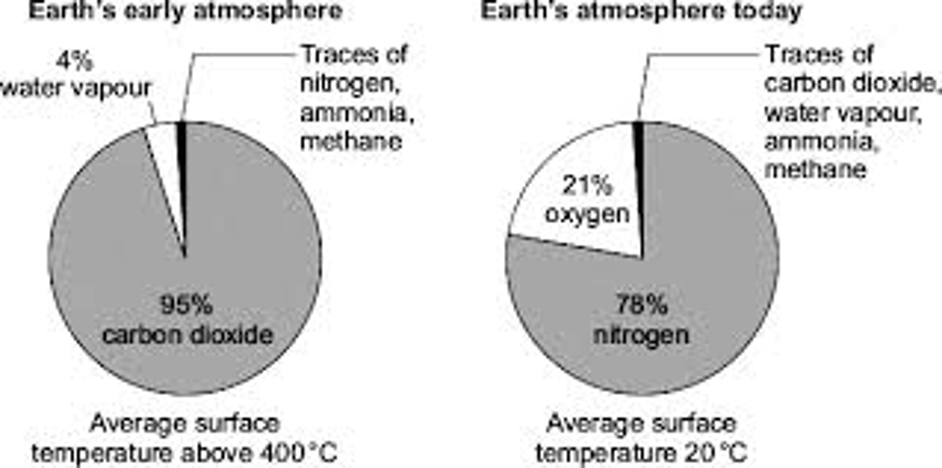 Earth's early atmosphere
4%
water vapour
Traces of
nitrogen,
ammonia,
methane
95%
carbon dioxide
Average surface
temperature above 400°C
Earth's atmosphere today
Traces of
carbon dioxide,
water vapour,
ammonia,
methane
21%
oxygen
78%
nitrogen
Average surface
temperature 20°C